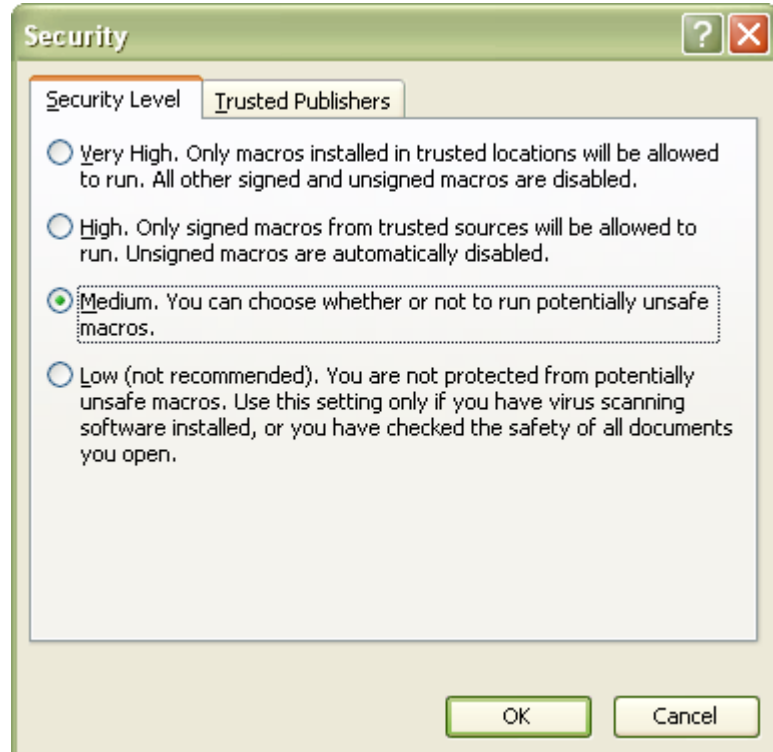 Security
Security Level
Trusted Publishers
Very High. Only macros installed in trusted locations will be allowed
to run. All other signed and unsigned macros are disabled.
High. Only signed macros from trusted sources will be allowed to
run. Unsigned macros are automatically disabled.
Medium. You can choose whether or not to run potentially unsafe
macros.
Low (not recommended). You are not protected from potentially
unsafe macros. Use this setting only if you have virus scanning
software installed, or you have checked the safety of all documents
you open.
OK
Cancel